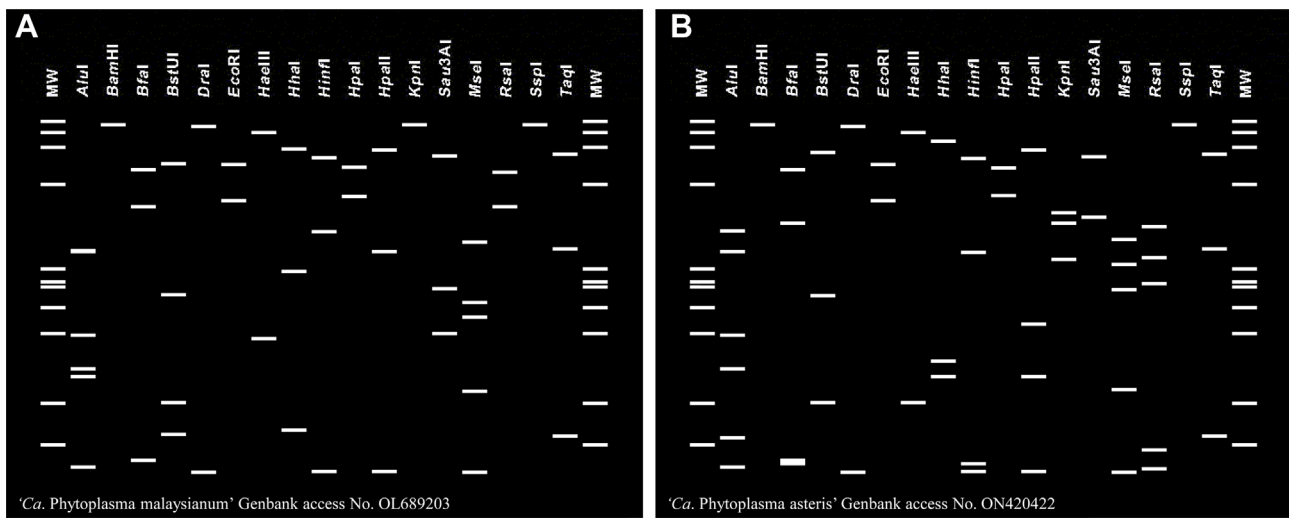 A
MW AluI BamHI BfaI BstUI DraI EcoRI HaeIII HhaI HinfI HpaI HpaII KpnI Sau3AI MseI RsaI SspI TaqI MW
'Ca. Phytoplasma malaysianum' Genbank access No. OL689203
B
MW AluI BamHI BfaI BstUI DraI EcoRI HaeIII HhaI HinfI HpaI HpaII KpnI Sau3AI MseI RsaI SspI TaqI MW
'Ca. Phytoplasma asteris' Genbank access No. ON420422